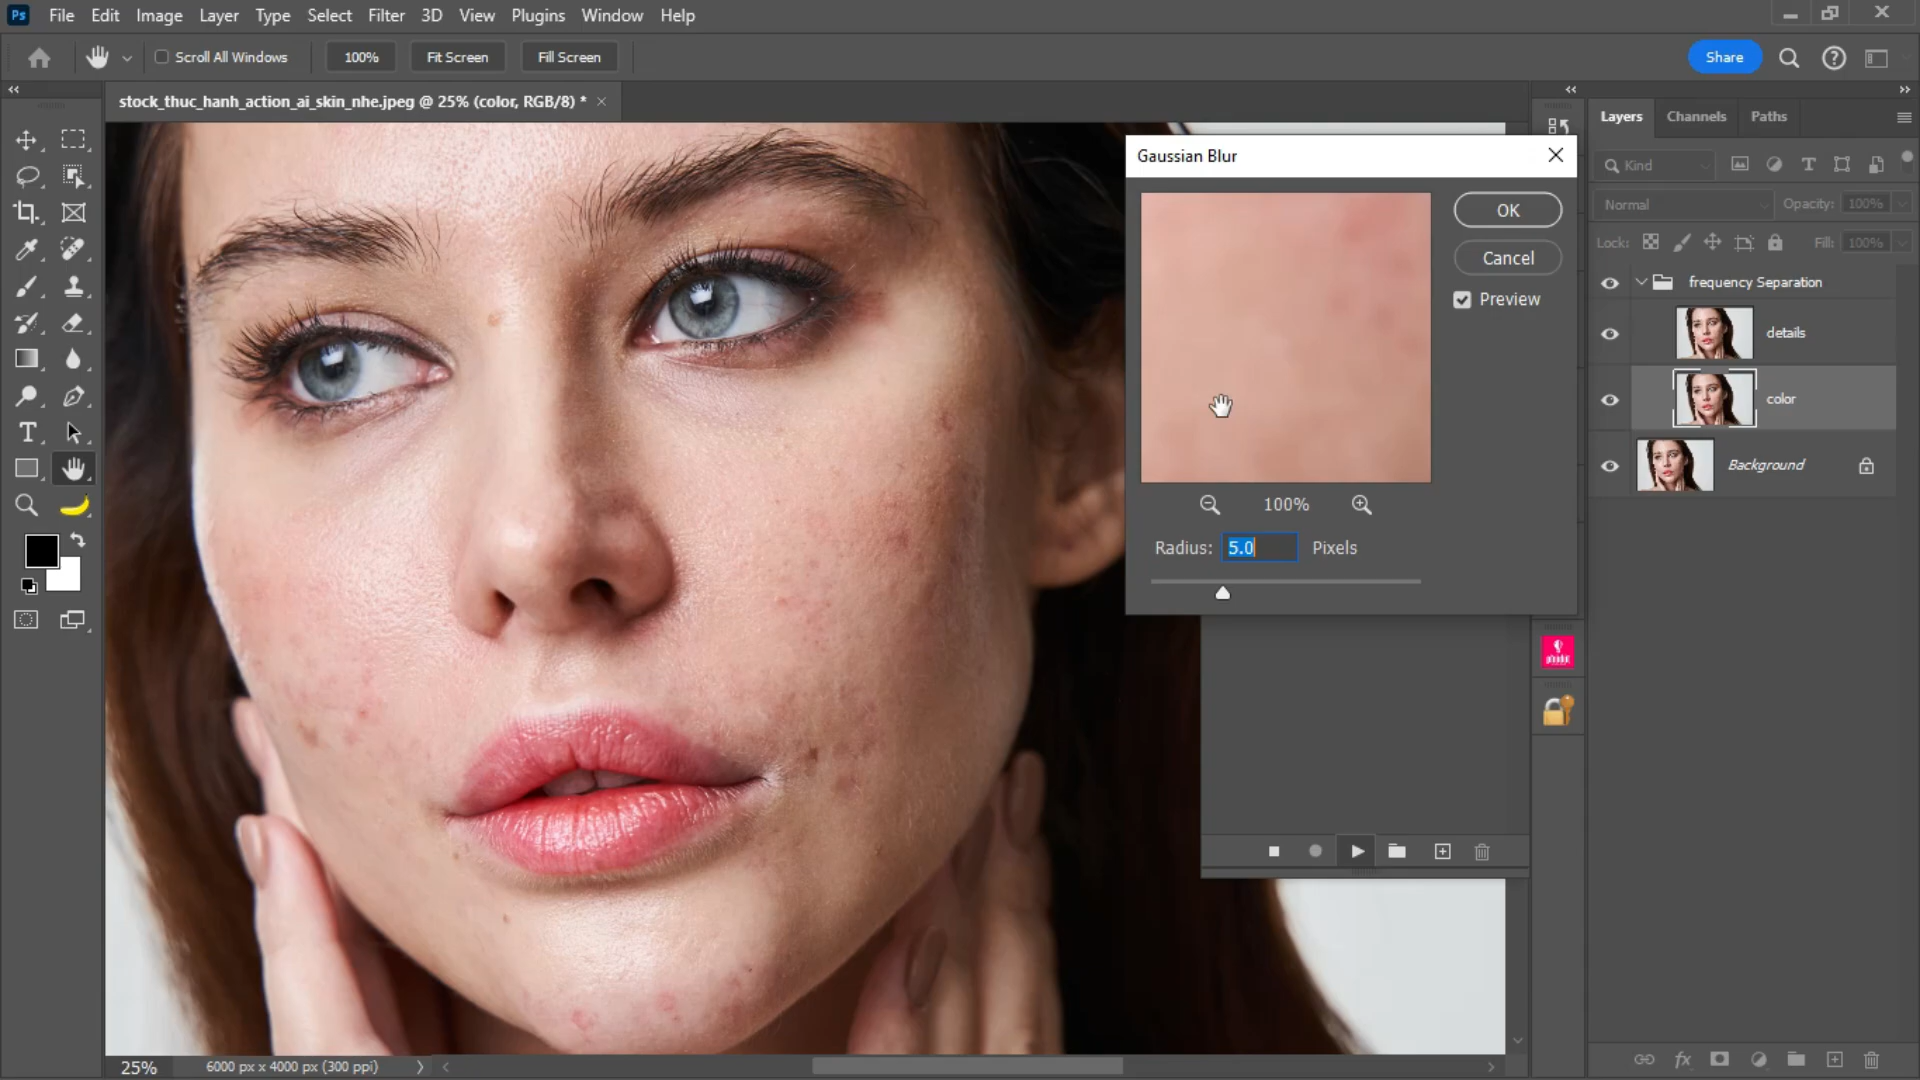 Ps File Edit Image Layer Type Select Filter 3D View Plugins Window Help
Scroll All Windows 100% Fit Screen Fill Screen Share
stock_thuc_hanh_action_ai_skin_nhe.jpeg @ 25% (color, RGB/8) *
Layers Channels Paths
Kind
Normal Opacity: 100%
Lock: Fill: 100%
frequency Separation
details
color
Background
Gaussian Blur
OK
Cancel
Preview
100%
Radius: 5.0 Pixels
25% 6000 px x 4000 px (300 ppi)